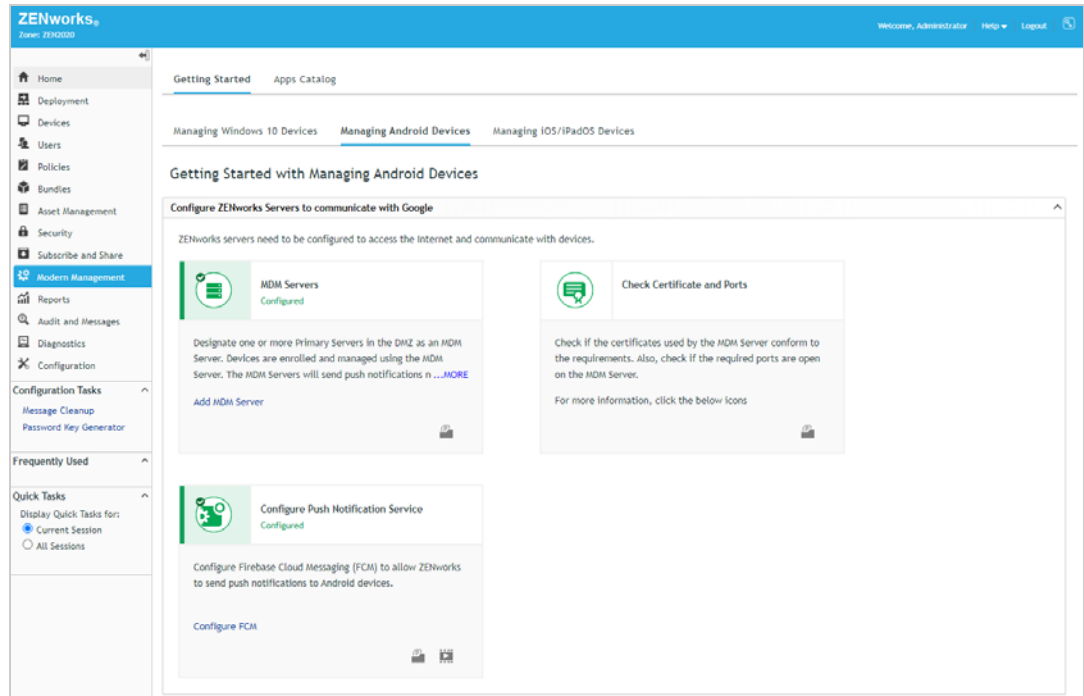 ZENworks®
Zone: ZEN2020
Welcome, Administrator Help Logout
Home
Deployment
Devices
Users
Policies
Bundles
Asset Management
Security
Subscribe and Share
Modern Management
Reports
Audit and Messages
Diagnostics
Configuration
Configuration Tasks
Message Cleanup
Password Key Generator
Frequently Used
Quick Tasks
Display Quick Tasks for:
Current Session
All Sessions
Getting Started Apps Catalog
Managing Windows 10 Devices Managing Android Devices Managing iOS/iPadOS Devices
Getting Started with Managing Android Devices
Configure ZENworks Servers to communicate with Google
ZENworks servers need to be configured to access the Internet and communicate with devices.
MDM Servers
Configured
Designate one or more Primary Servers in the DMZ as an MDM
Server. Devices are enrolled and managed using the MDM
Server. The MDM Servers will send push notifications n ...MORE
Add MDM Server
Check Certificate and Ports
Check if the certificates used by the MDM Server conform to
the requirements. Also, check if the required ports are open
on the MDM Server.
For more information, click the below icons
Configure Push Notification Service
Configured
Configure Firebase Cloud Messaging (FCM) to allow ZENworks
to send push notifications to Android devices.
Configure FCM